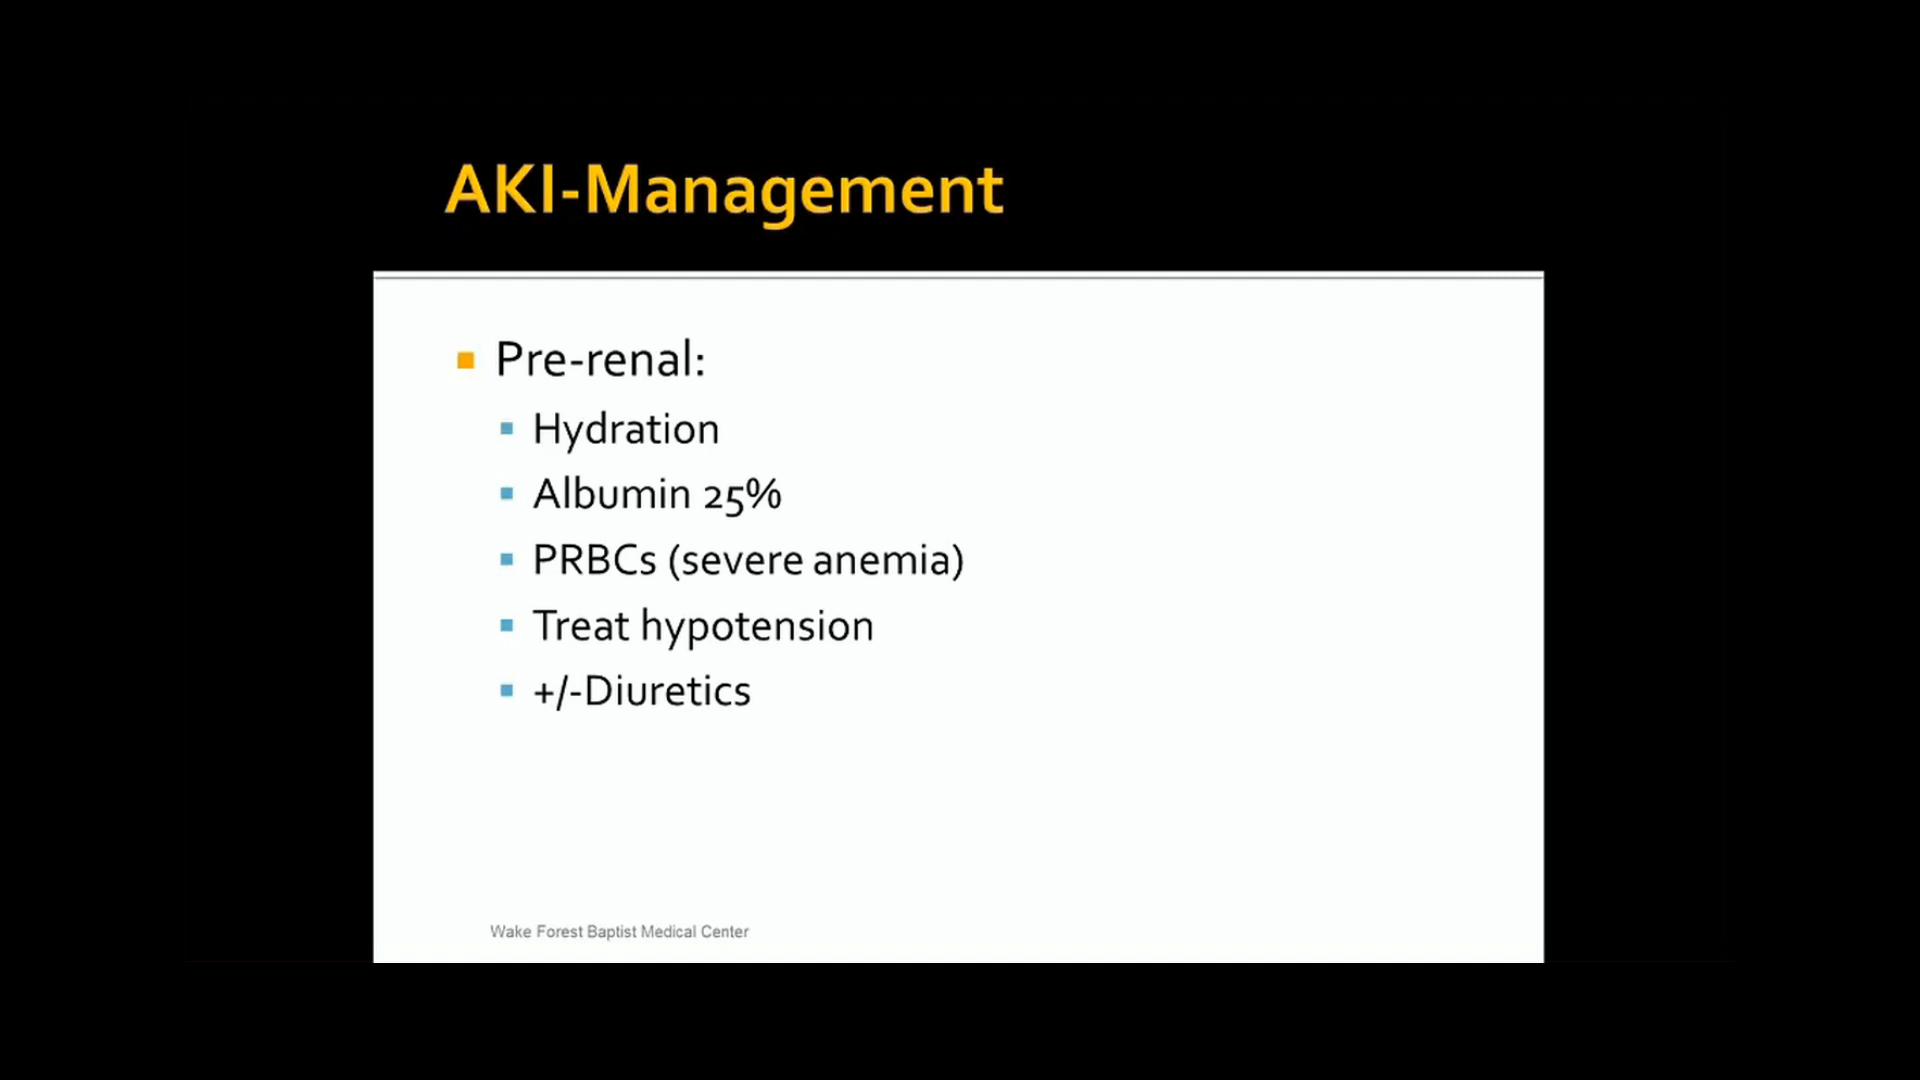 AKI-Management
Pre-renal:
Hydration
Albumin 25%
PRBCs (severe anemia)
Treat hypotension
+/-Diuretics
Wake Forest Baptist Medical Center